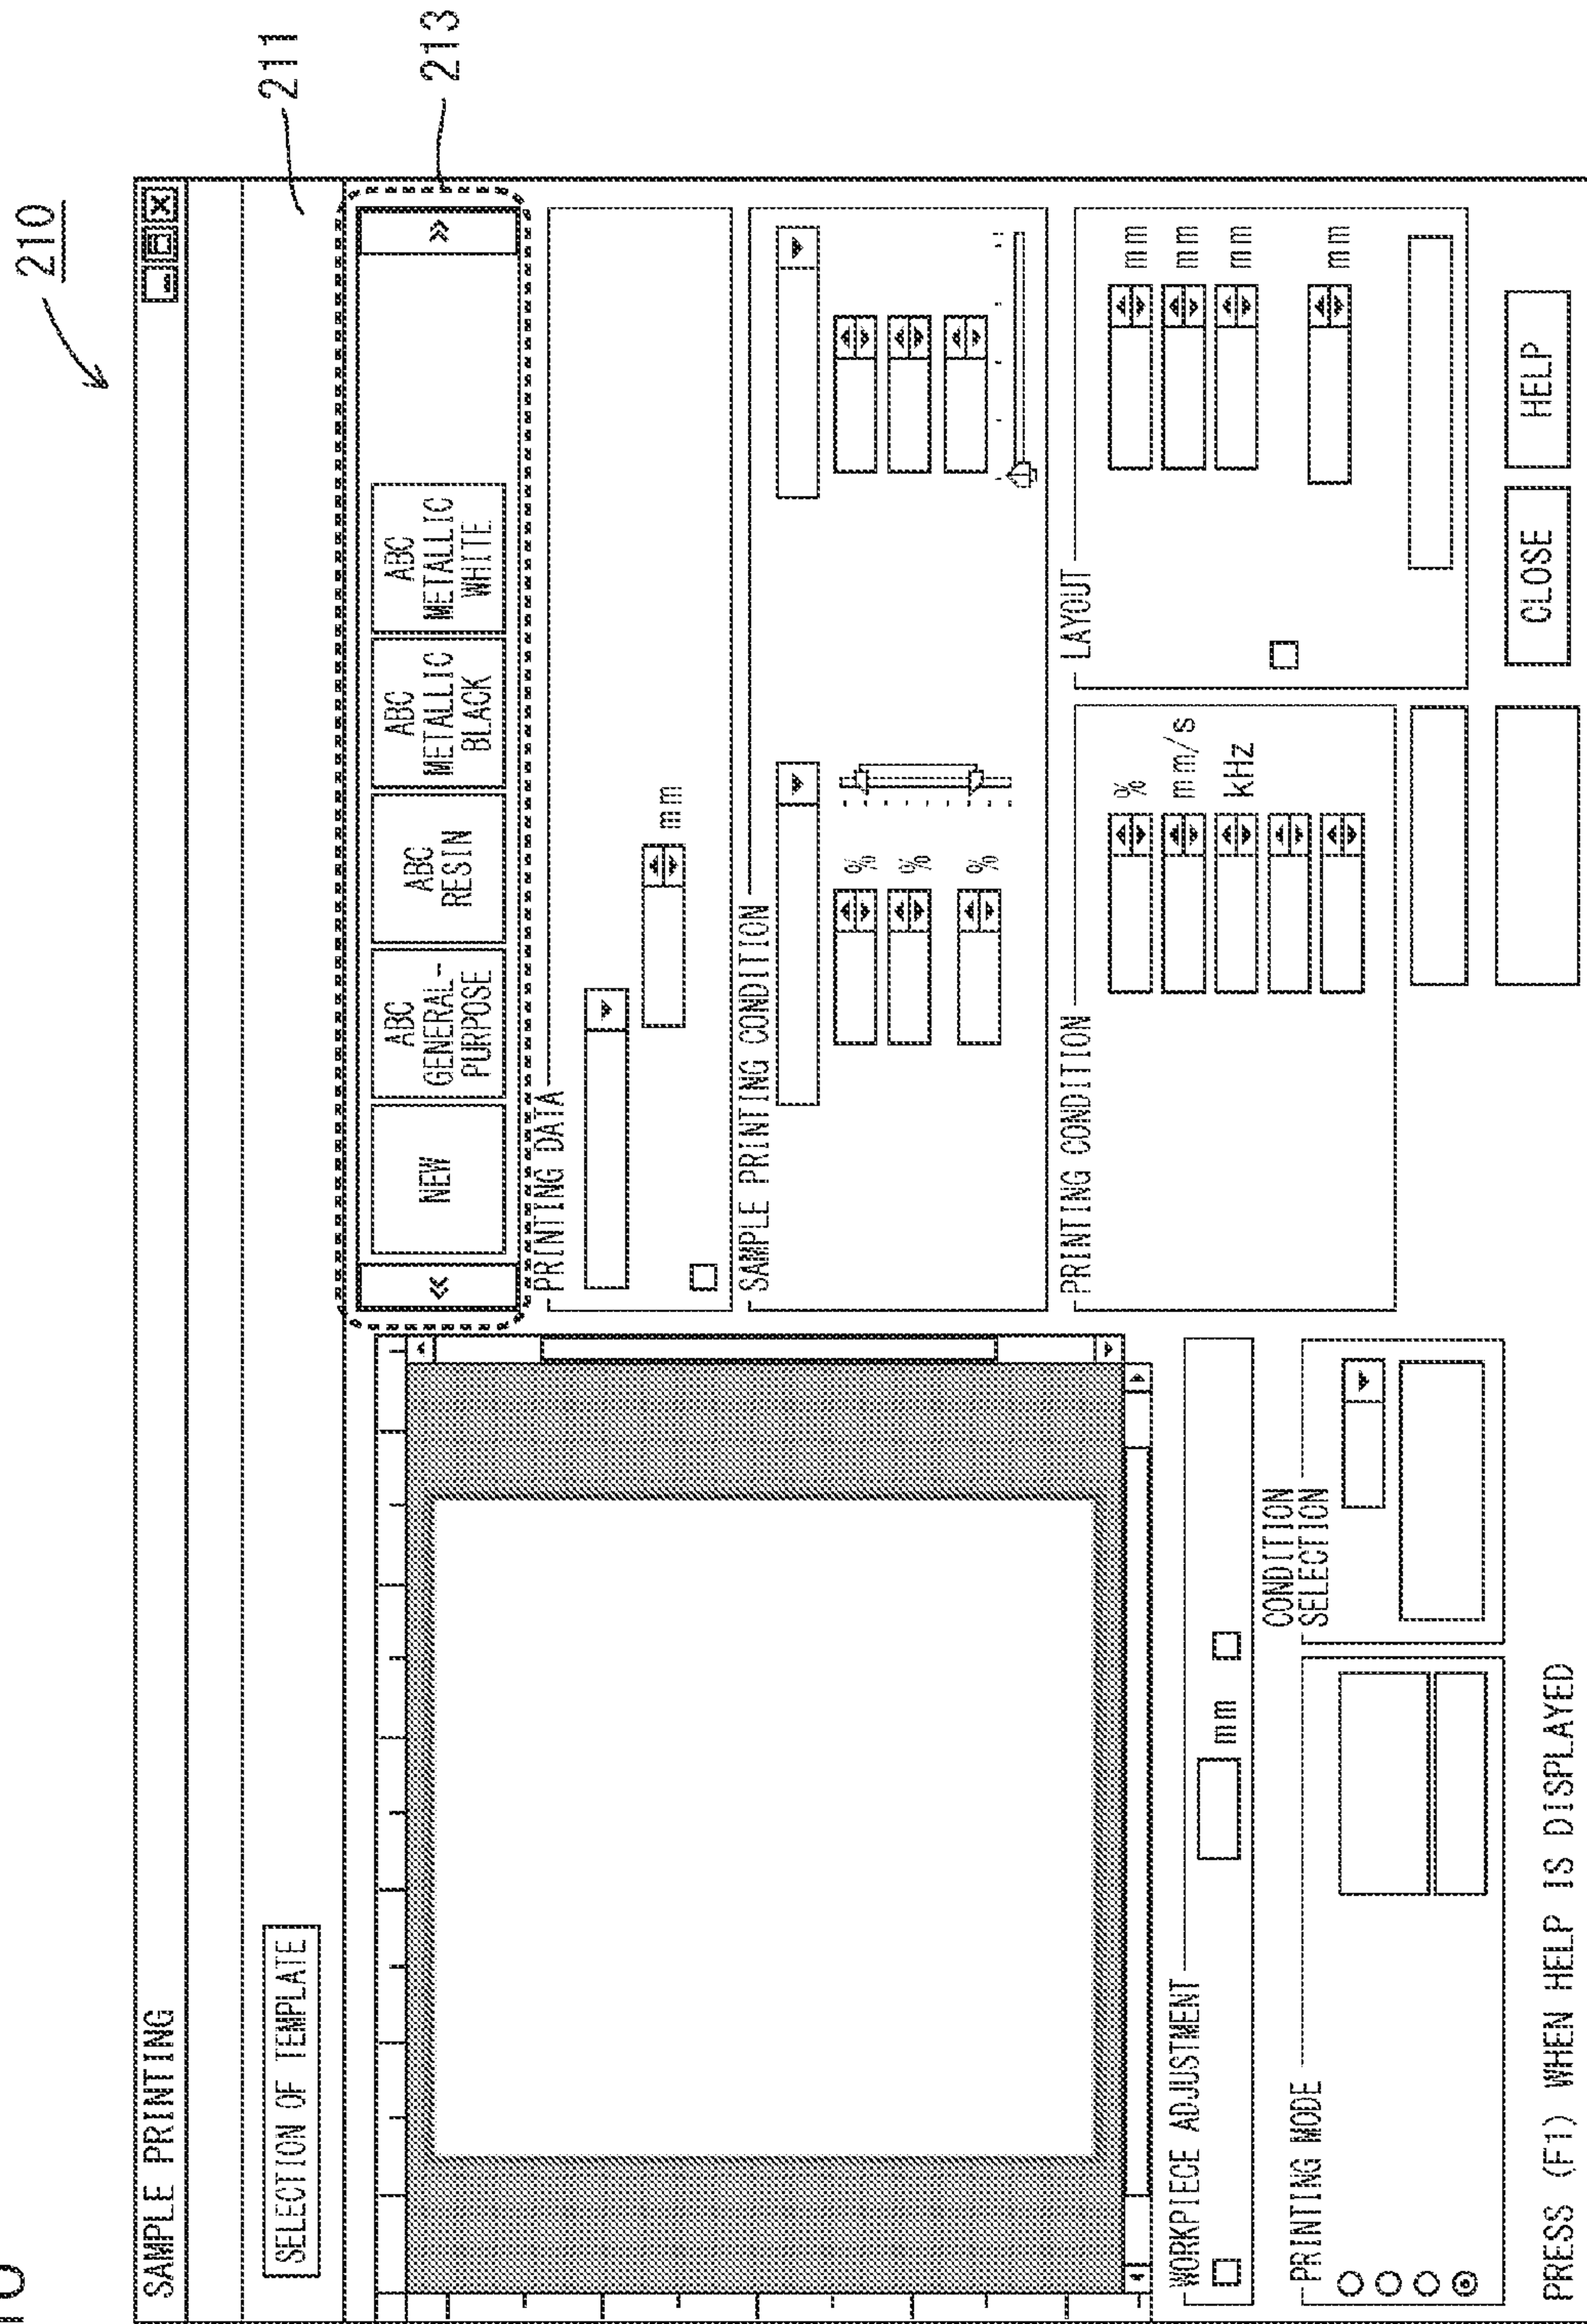 210
SAMPLE PRINTING
211
SELECTION OF TEMPLATE
213
«
NEW
ABC
GENERAL-
PURPOSE
ABC
RESIN
ABC
METALLIC
BLACK
ABC
METALLIC
WHITE
»
PRINTING DATA
mm
SAMPLE PRINTING CONDITION
%
%
%
PRINTING CONDITION
%
mm/s
kHz
LAYOUT
mm
mm
mm
mm
WORKPIECE ADJUSTMENT
mm
PRINTING MODE
CONDITION
SELECTION
CLOSE
HELP
PRESS (F1) WHEN HELP IS DISPLAYED